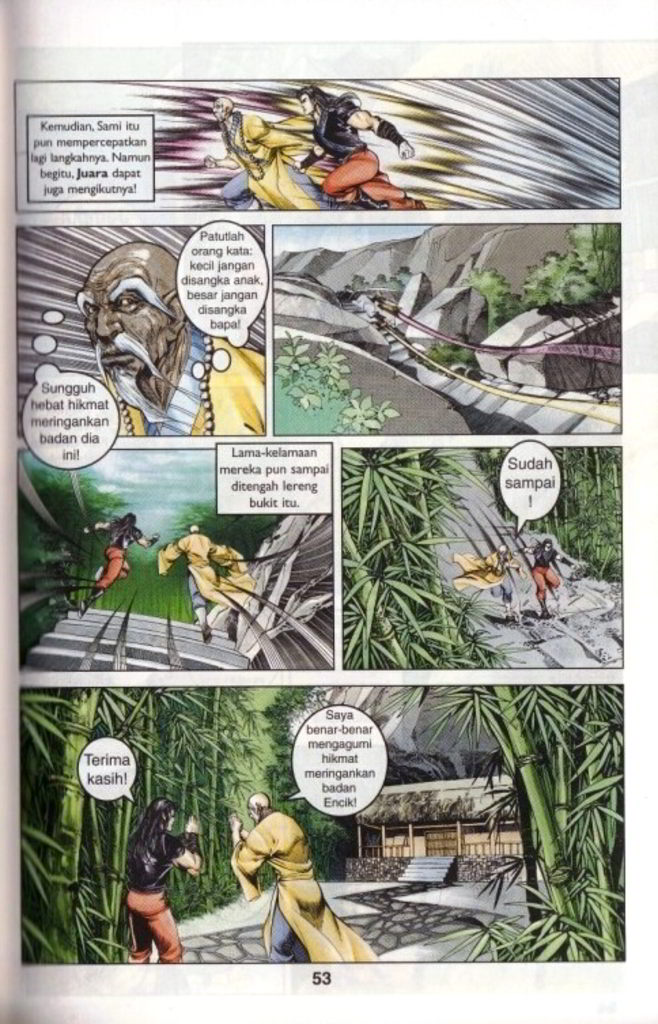 Kemudian, Sami itu
pun mempercepatkan
lagi langkahnya. Namun
begitu, Juara dapat
juga mengikutnya!
Patutlah
orang kata:
kecil jangan
disangka anak,
besar jangan
disangka
bapa!
Sungguh
hebat hikmat
meringankan
badan dia
ini!
Lama-kelamaan
mereka pun sampai
ditengah lereng
bukit itu.
Sudah
sampai
!
Terima
kasih!
Saya
benar-benar
mengagumi
hikmat
meringankan
badan
Encik!
53